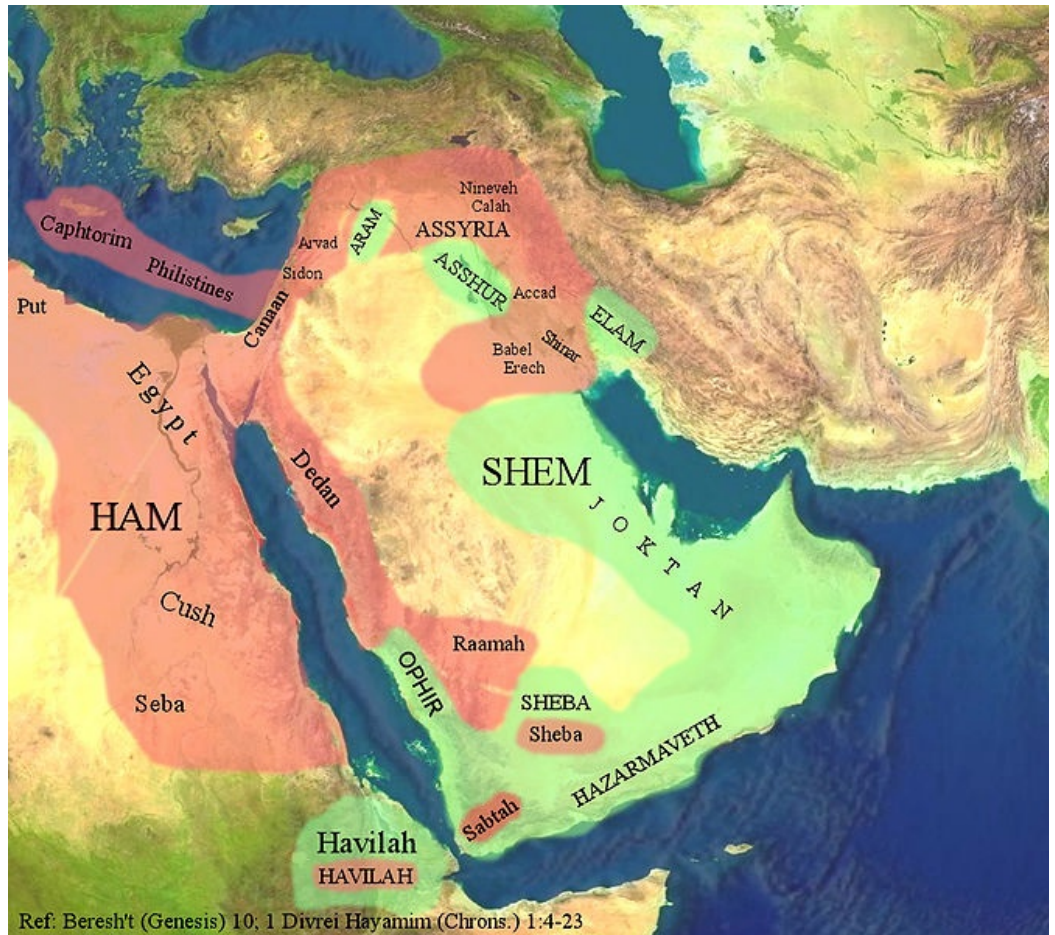 Nineveh
Calah
ASSYRIA
ARAM
Arvad
Caphtorim
Philistines
Sidon
ASSHUR
Accad
ELAM
Put
Canaan
Shinar
Babel
Erech
Egypt
Dedan
SHEM
JOKTAN
HAM
Cush
Raamah
OPHIR
Seba
SHEBA
Sheba
HAZARMAVETH
Sabtah
Havilah
HAVILAH
Ref: Beresh't (Genesis) 10; 1 Divrei Hayamim (Chrons.) 1:4-23